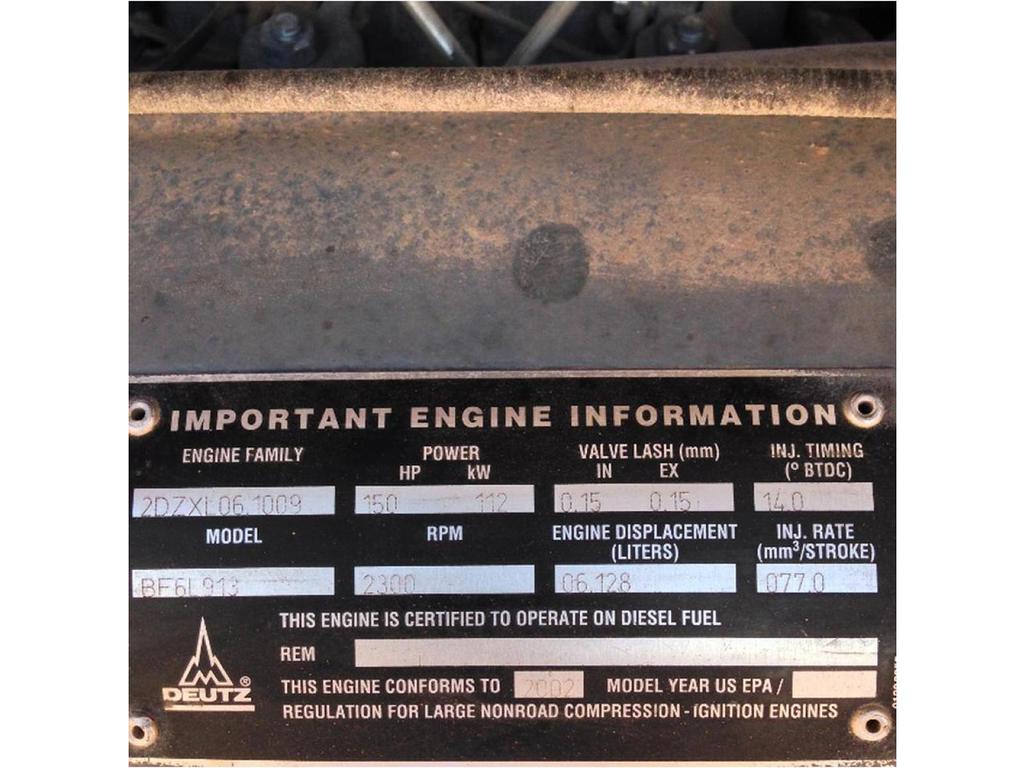 IMPORTANT ENGINE INFORMATION
ENGINE FAMILY POWER VALVE LASH (mm) INJ. TIMING
HP kW IN EX (° BTDC)
2DZXL06.1009 150 112 0.15 0.15 14.0
MODEL RPM ENGINE DISPLACEMENT INJ. RATE
(LITERS) (mm³/STROKE)
BF6L913 2300 06.128 077.0
THIS ENGINE IS CERTIFIED TO OPERATE ON DIESEL FUEL
REM
THIS ENGINE CONFORMS TO 2002 MODEL YEAR US EPA /
DEUTZ ®
REGULATION FOR LARGE NONROAD COMPRESSION - IGNITION ENGINES